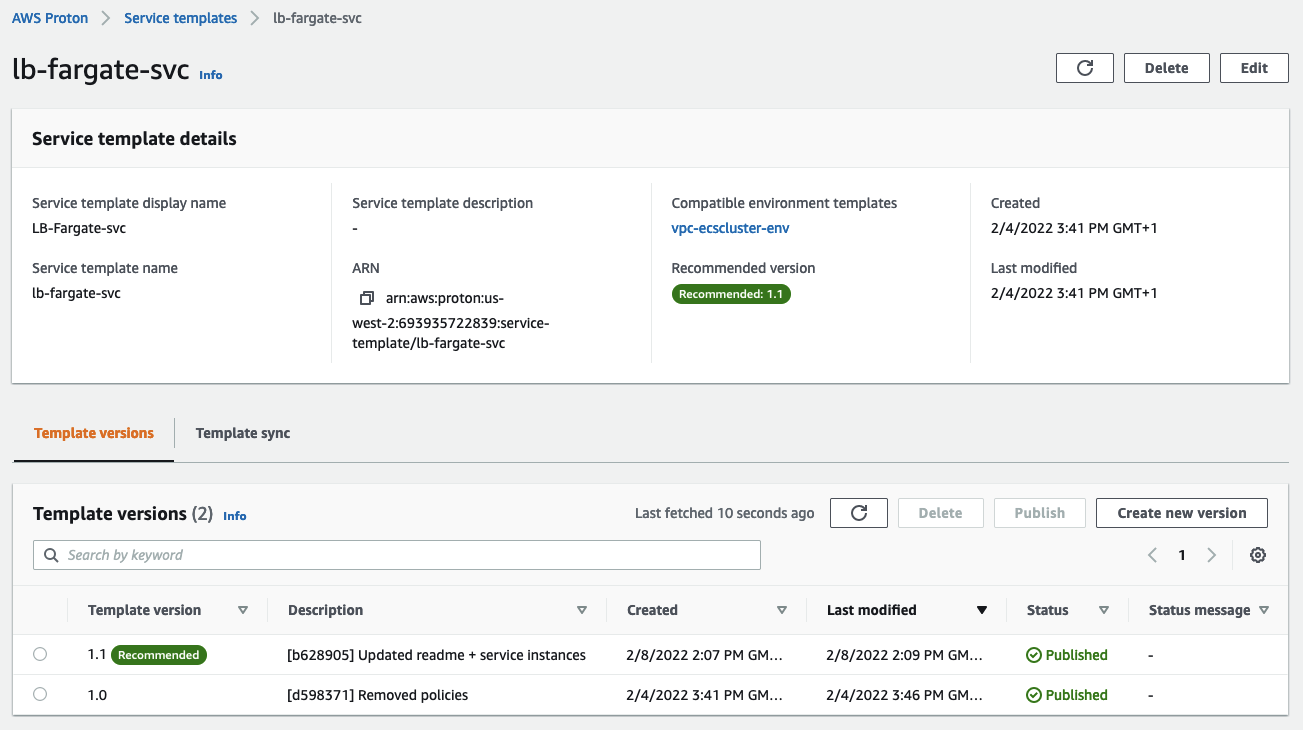 AWS Proton > Service templates > lb-fargate-svc
lb-fargate-svc Info
Delete
Edit
Service template details
Service template display name
LB-Fargate-svc
Service template name
lb-fargate-svc
Service template description
-
ARN
arn:aws:proton:us-
west-2:693935722839:service-
template/lb-fargate-svc
Compatible environment templates
vpc-ecscluster-env
Recommended version
Recommended: 1.1
Created
2/4/2022 3:41 PM GMT+1
Last modified
2/4/2022 3:41 PM GMT+1
Template versions
Template sync
Template versions (2) Info
Last fetched 10 seconds ago
Delete
Publish
Create new version
Search by keyword
1
Template version Description Created Last modified Status Status message
1.1 Recommended [b628905] Updated readme + service instances 2/8/2022 2:07 PM GM... 2/8/2022 2:09 PM GM... Published -
1.0 [d598371] Removed policies 2/4/2022 3:41 PM GM... 2/4/2022 3:46 PM GM... Published -